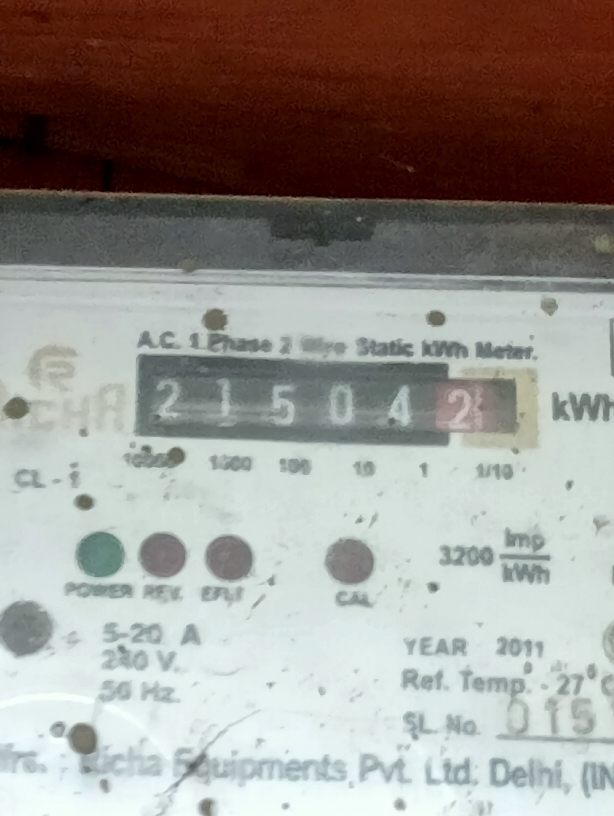 A.C. 1 Phase 2 Wire Static kWh Meter.
2 1 5 0 4 2 kWh
10000 1000 100 10 1 1/10
CL - 1
3200 Imp/kWh
POWER REV. EFLT CAL
5-20 A
240 V.
50 Hz.
YEAR 2011
Ref. Temp. - 27°C
SL. No. 015
Richa Equipments Pvt. Ltd. Delhi, (IN